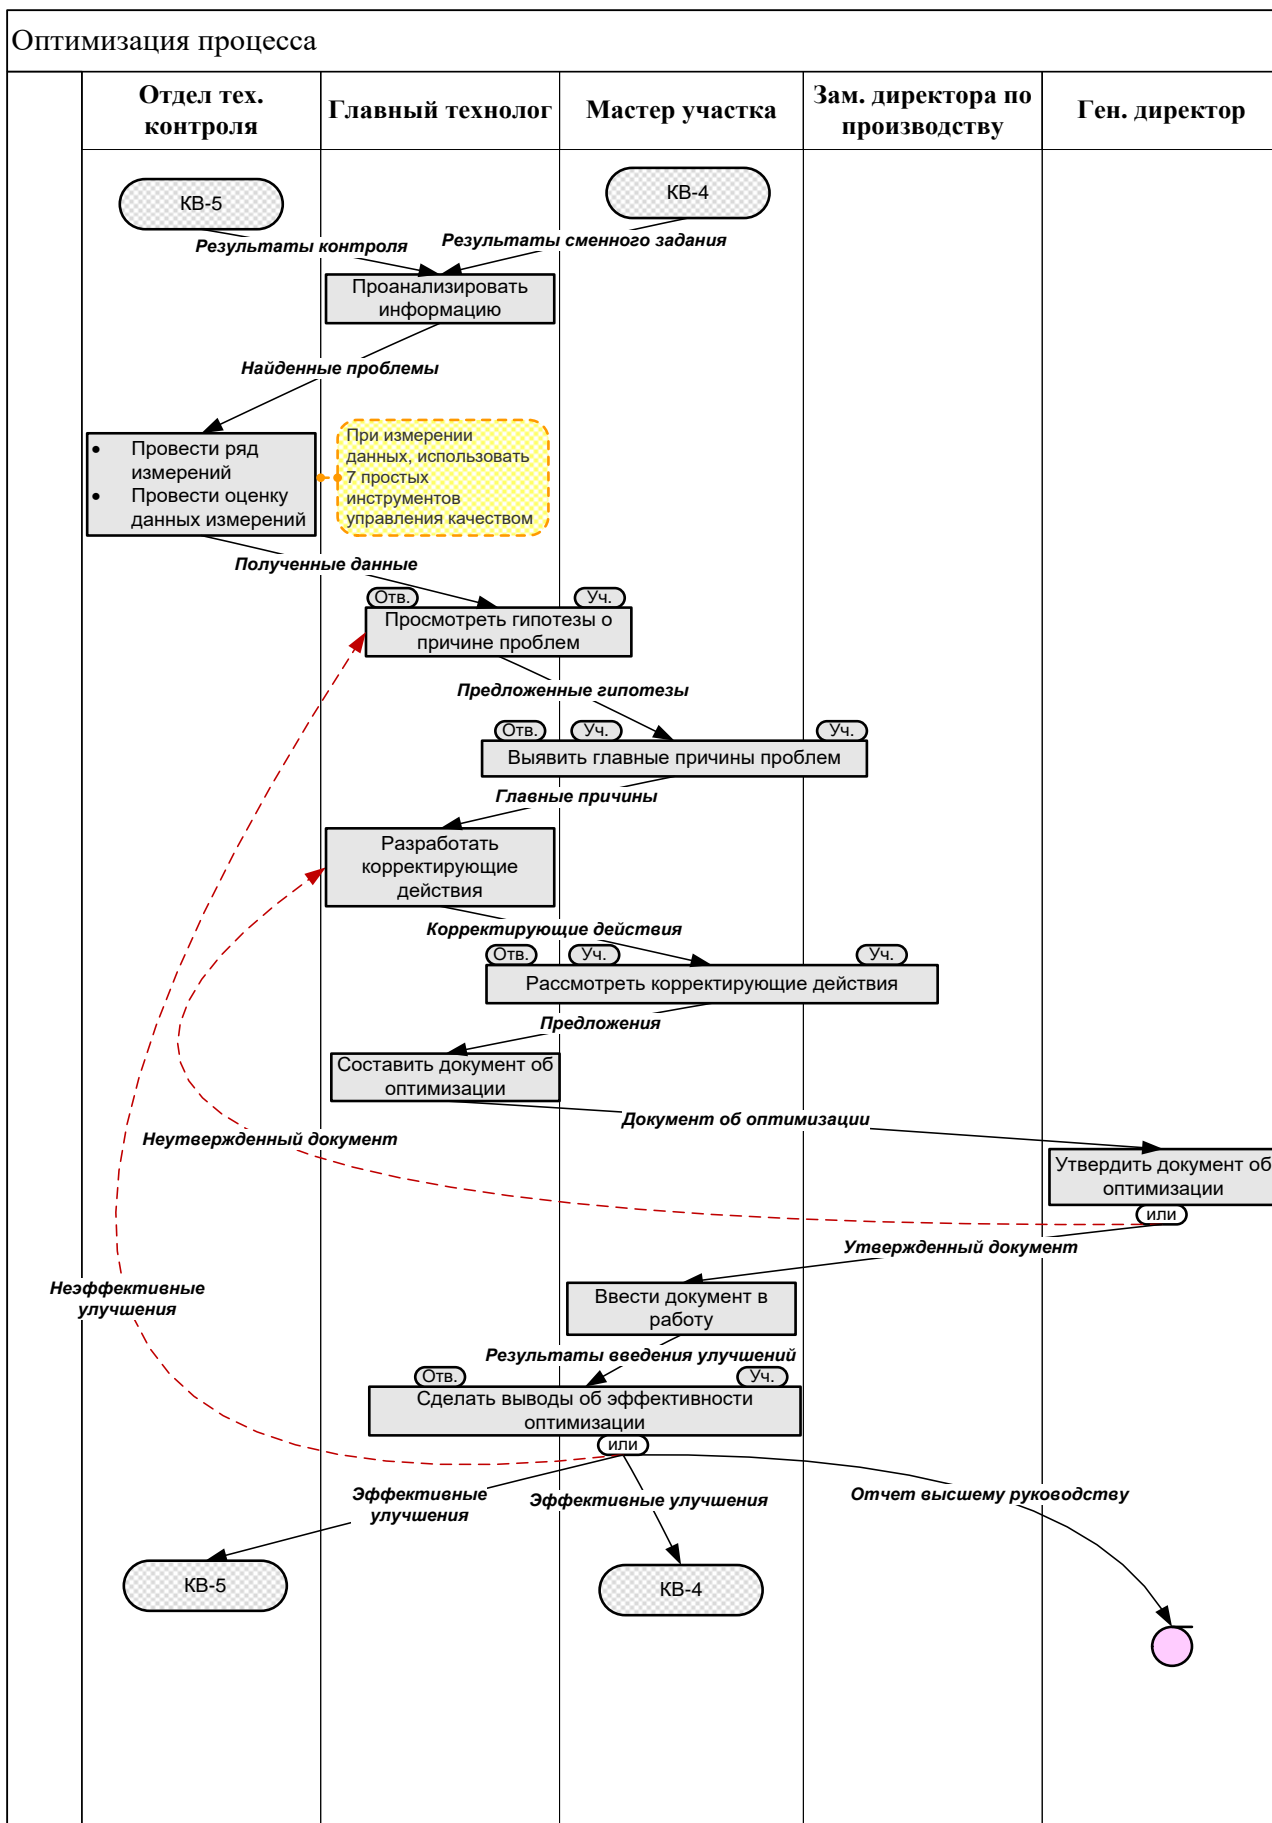 Оптимизация процесса
Отдел тех.
контроля
Главный технолог
Мастер участка
Зам. директора по
производству
Ген. директор
КВ-5
КВ-4
Результаты контроля
Результаты сменного задания
Проанализировать
информацию
Найденные проблемы
• Провести ряд
измерений
• Провести оценку
данных измерений
При измерении
данных, использовать
7 простых
инструментов
управления качеством
Полученные данные
Отв.
Уч.
Просмотреть гипотезы о
причине проблем
Предложенные гипотезы
Отв.
Уч.
Уч.
Выявить главные причины проблем
Главные причины
Разработать
корректирующие
действия
Корректирующие действия
Отв.
Уч.
Уч.
Рассмотреть корректирующие действия
Предложения
Составить документ об
оптимизации
Документ об оптимизации
Неутвержденный документ
Утвердить документ об
оптимизации
или
Утвержденный документ
Неэффективные
улучшения
Ввести документ в
работу
Результаты введения улучшений
Отв.
Уч.
Сделать выводы об эффективности
оптимизации
или
Эффективные
улучшения
Эффективные улучшения
Отчет высшему руководству
КВ-5
КВ-4